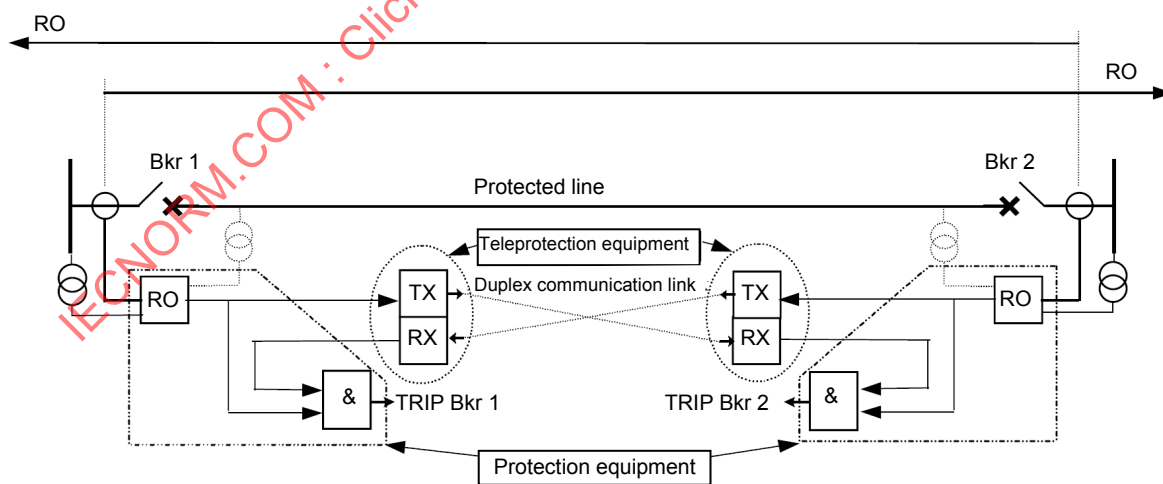 RO
RO
Bkr 1
Bkr 2
Protected line
Teleprotection equipment
Duplex communication link
TX
RX
TX
RX
RO
RO
&
&
TRIP Bkr 1
TRIP Bkr 2
Protection equipment
IECNORM.COM : Clic